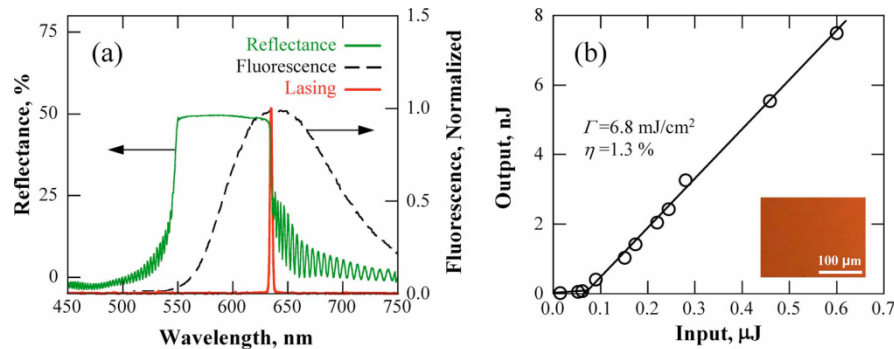 (a)
Reflectance
Fluorescence
Lasing
75
50
25
0
Reflectance, %
1.5
1.0
0.5
0.0
Fluorescence, Normalized
450 500 550 600 650 700 750
Wavelength, nm
(b)
Γ=6.8 mJ/cm²
η=1.3 %
100 μm
8
6
4
2
0
Output, nJ
0.0 0.1 0.2 0.3 0.4 0.5 0.6 0.7
Input, μJ